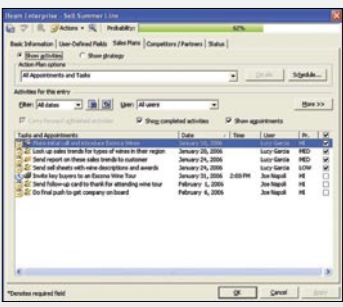 Team Enterprise - Sell Summer Line
Actions
Probability:
62%
Basic Information
User-Defined Fields
Sales Plans
Competitors / Partners
Status
Show activities
Show strategy
Action Plan options
All Appointments and Tasks
Details
Schedule...
Activities for this entry
Filter:
All dates
User:
All users
More >>
Carry forward unfinished activities
Show completed activities
Show appointments
Tasks and Appointments Date Time User Pr.
Make initial call and introduce Escona Wines January 10, 2006 Lucy Garcia HI
Look up sales trends for types of wines in their region January 20, 2006 Lucy Garcia MED
Send report on these sales trends to customer January 24, 2006 Lucy Garcia MED
Send sell sheets with wine descriptions and awards January 24, 2006 Lucy Garcia LOW
Invite key buyers to an Escona Wine Tour January 31, 2006 2:00 PM Joe Napoli HI
Send follow-up card to thank for attending wine tour February 1, 2006 Joe Napoli HI
Do final push to get company on board February 6, 2006 Joe Napoli HI
*Denotes required field
OK
Cancel
Apply